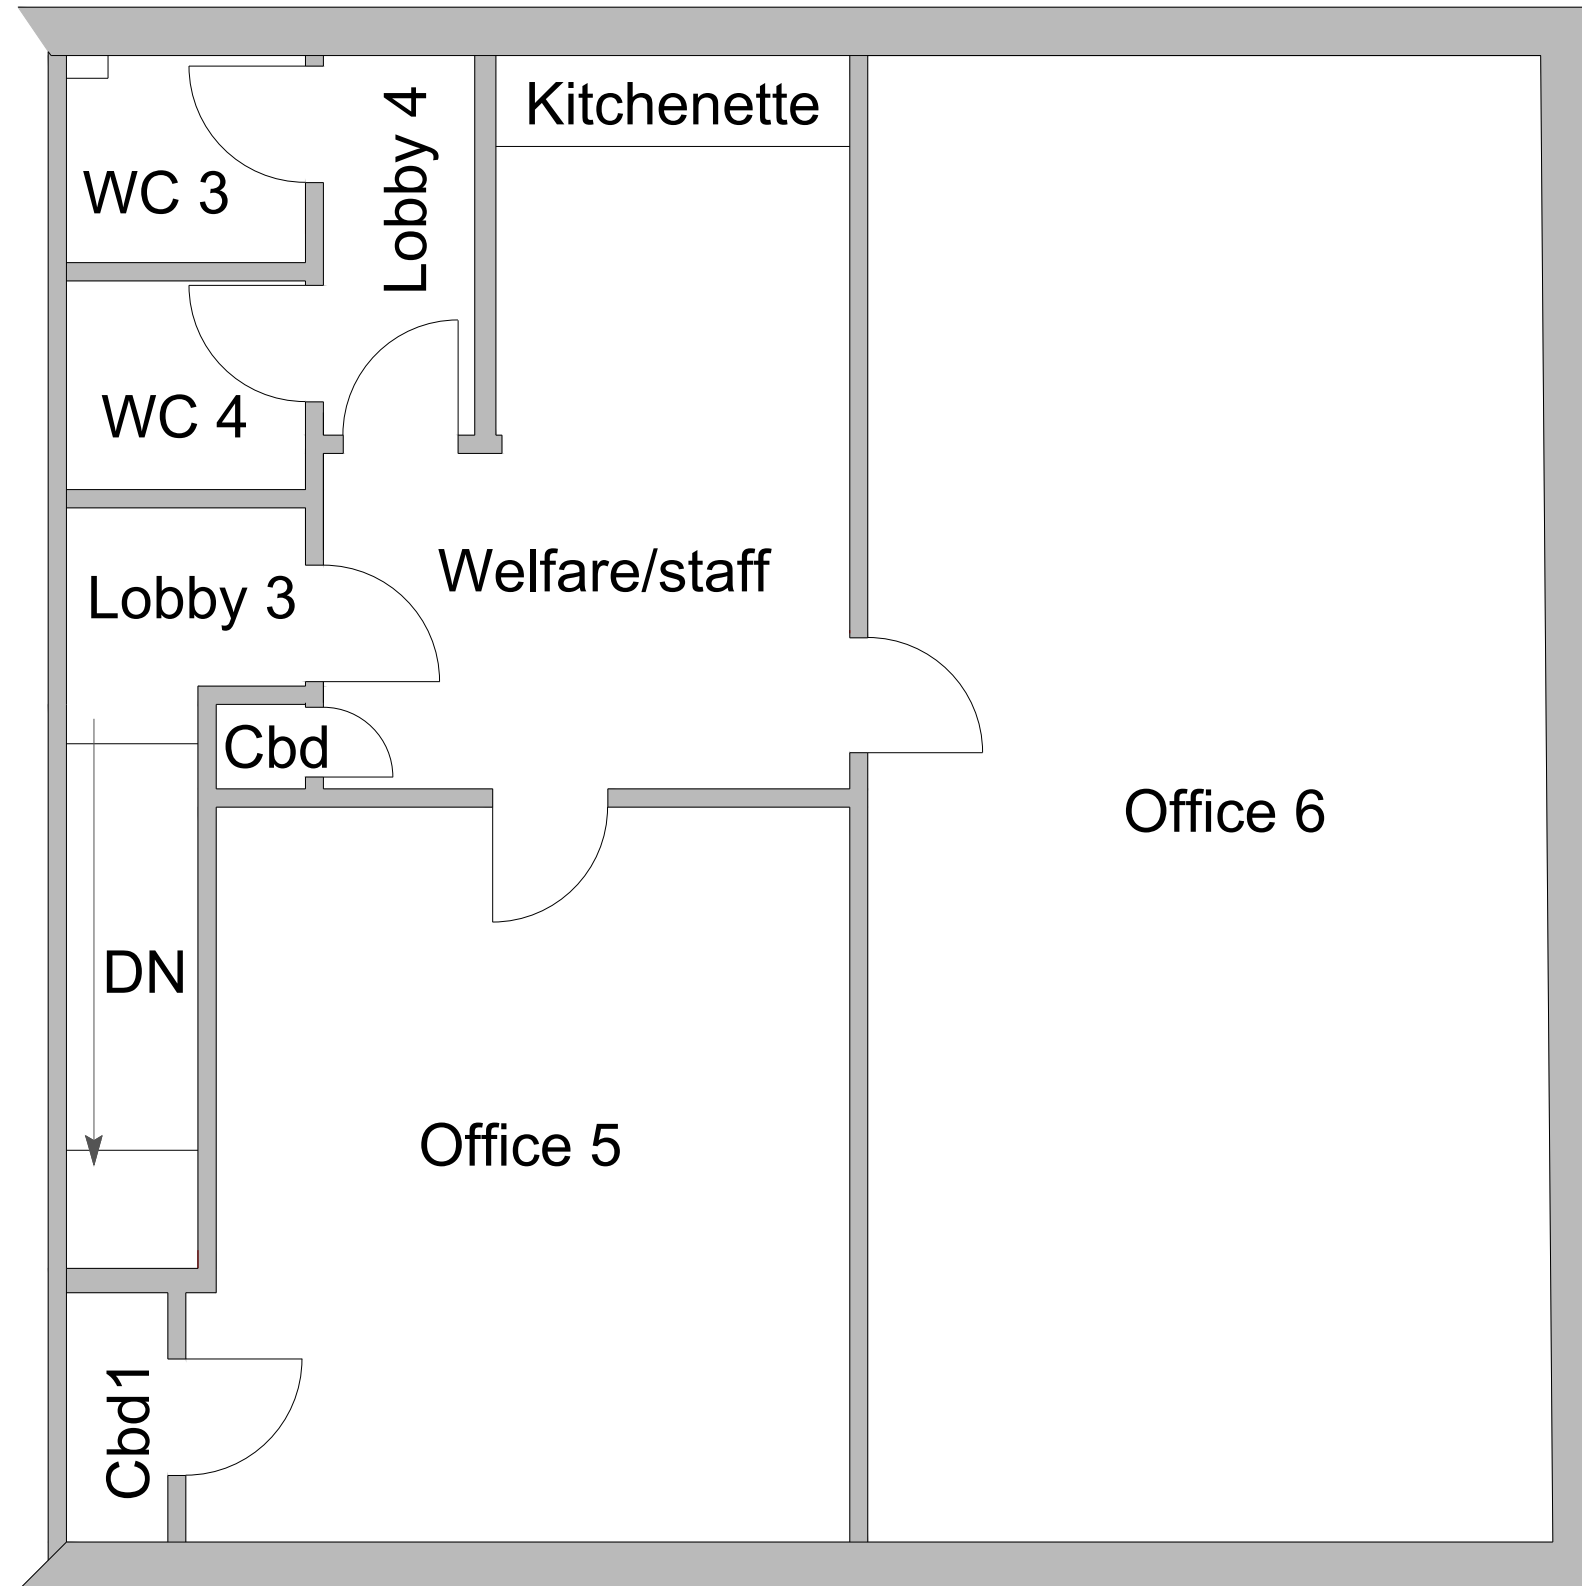 Kitchenette
Lobby 4
WC 3
WC 4
Welfare/staff
Lobby 3
Cbd
Office 6
DN
Office 5
Cbd1